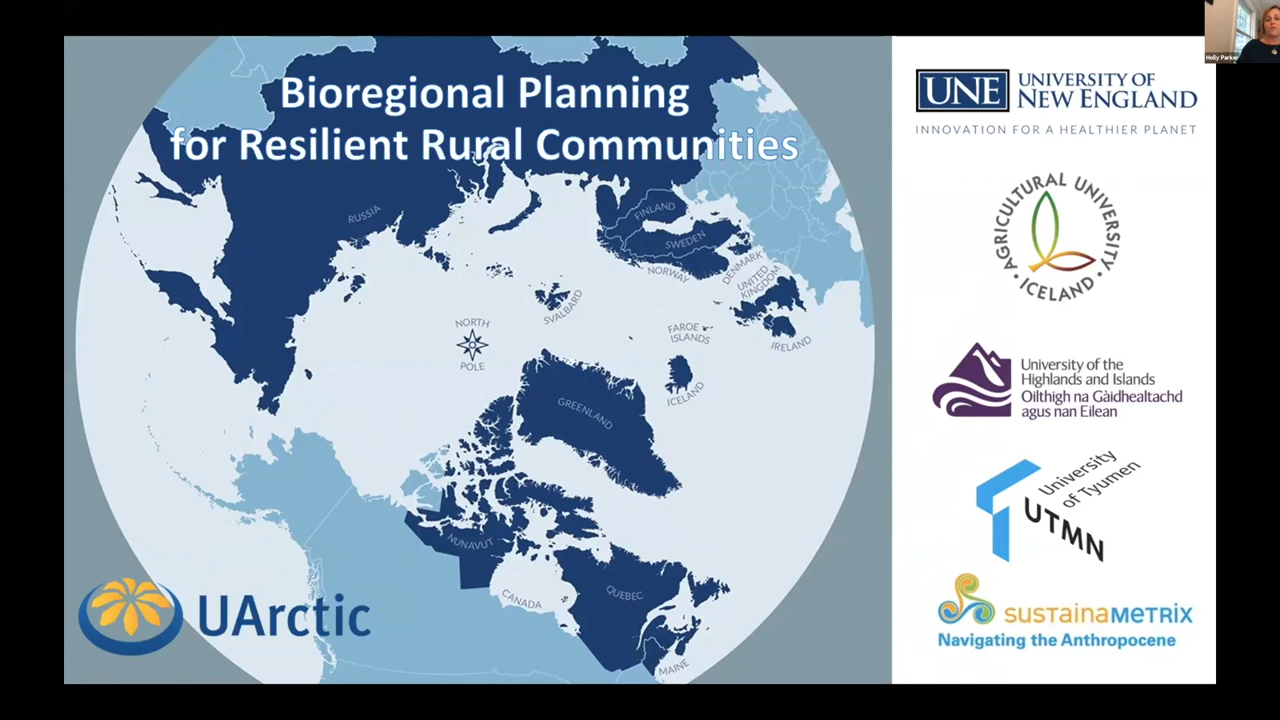 Bioregional Planning
for Resilient Rural Communities
RUSSIA
FINLAND
SWEDEN
NORWAY
DENMARK
UNITED
KINGDOM
IRELAND
SVALBARD
FAROE
ISLANDS
ICELAND
NORTH
POLE
GREENLAND
NUNAVUT
CANADA
QUEBEC
MAINE
UArctic
Holly Parker
UNE UNIVERSITY OF
NEW ENGLAND
INNOVATION FOR A HEALTHIER PLANET
AGRICULTURAL UNIVERSITY
• ICELAND •
University of the
Highlands and Islands
Oilthigh na Gàidhealtachd
agus nan Eilean
University
of Tyumen
UTMN
sustainaMETRIX
Navigating the Anthropocene